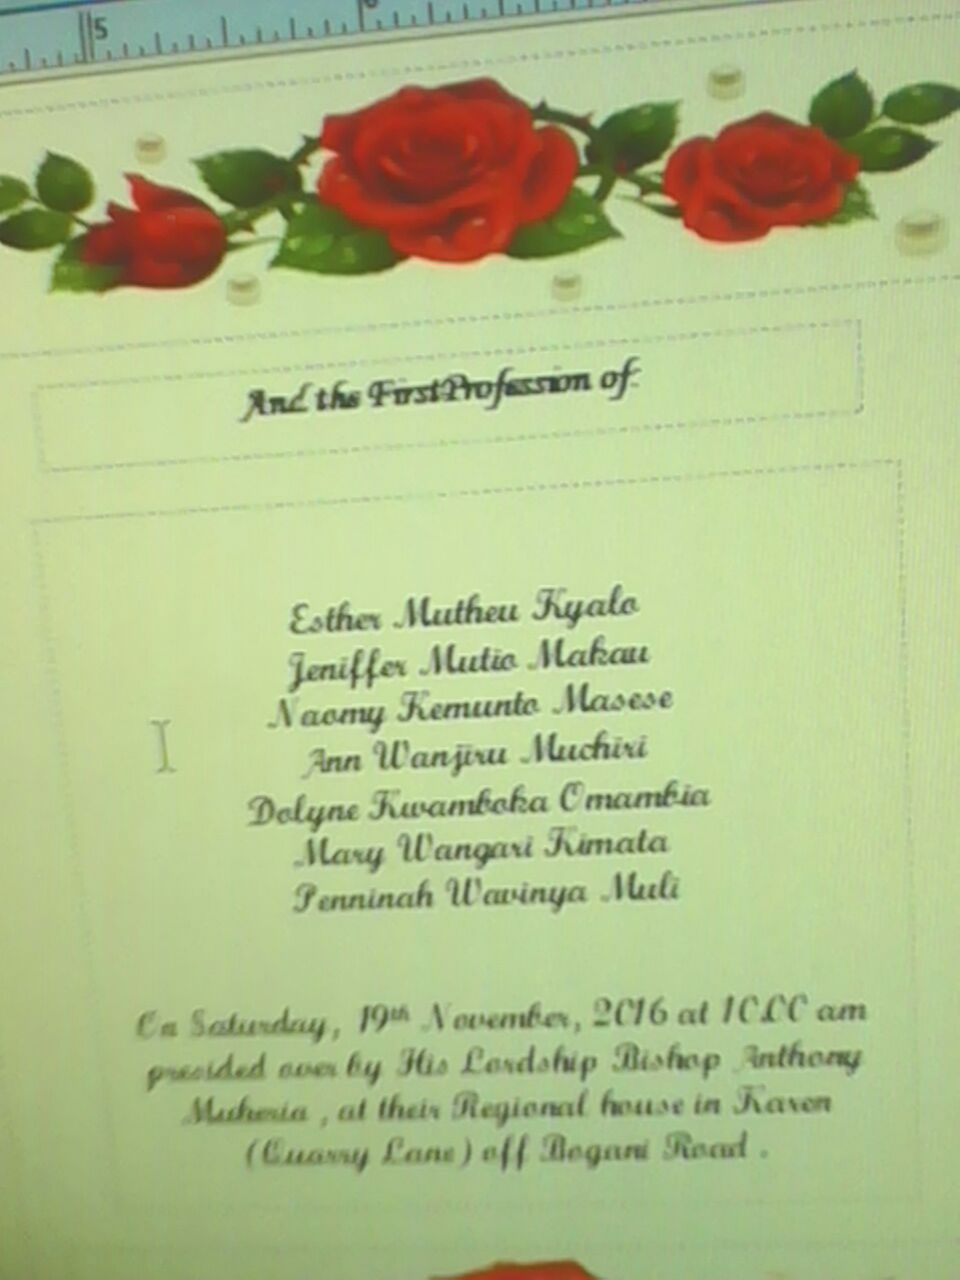 5
6
And the First Profession of:
Esther Mutheu Kyalo
Jeniffer Mutio Makau
Naomy Kemunto Masese
Ann Wanjiru Muchiri
Dolyne Kwamboka Omambia
Mary Wangari Kimata
Penninah Wavinya Muli
On Saturday, 19th November, 2016 at 10.00 am
presided over by His Lordship Bishop Anthony
Muheria , at their Regional house in Karen
(Quarry Lane) off Bogani Road .